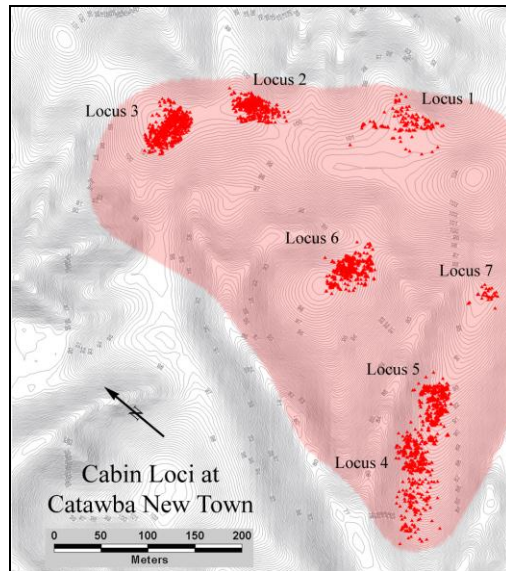 Locus 2
Locus 1
Locus 3
Locus 6
Locus 7
Locus 5
Locus 4
N
Cabin Loci at
Catawba New Town
0 50 100 150 200
Meters